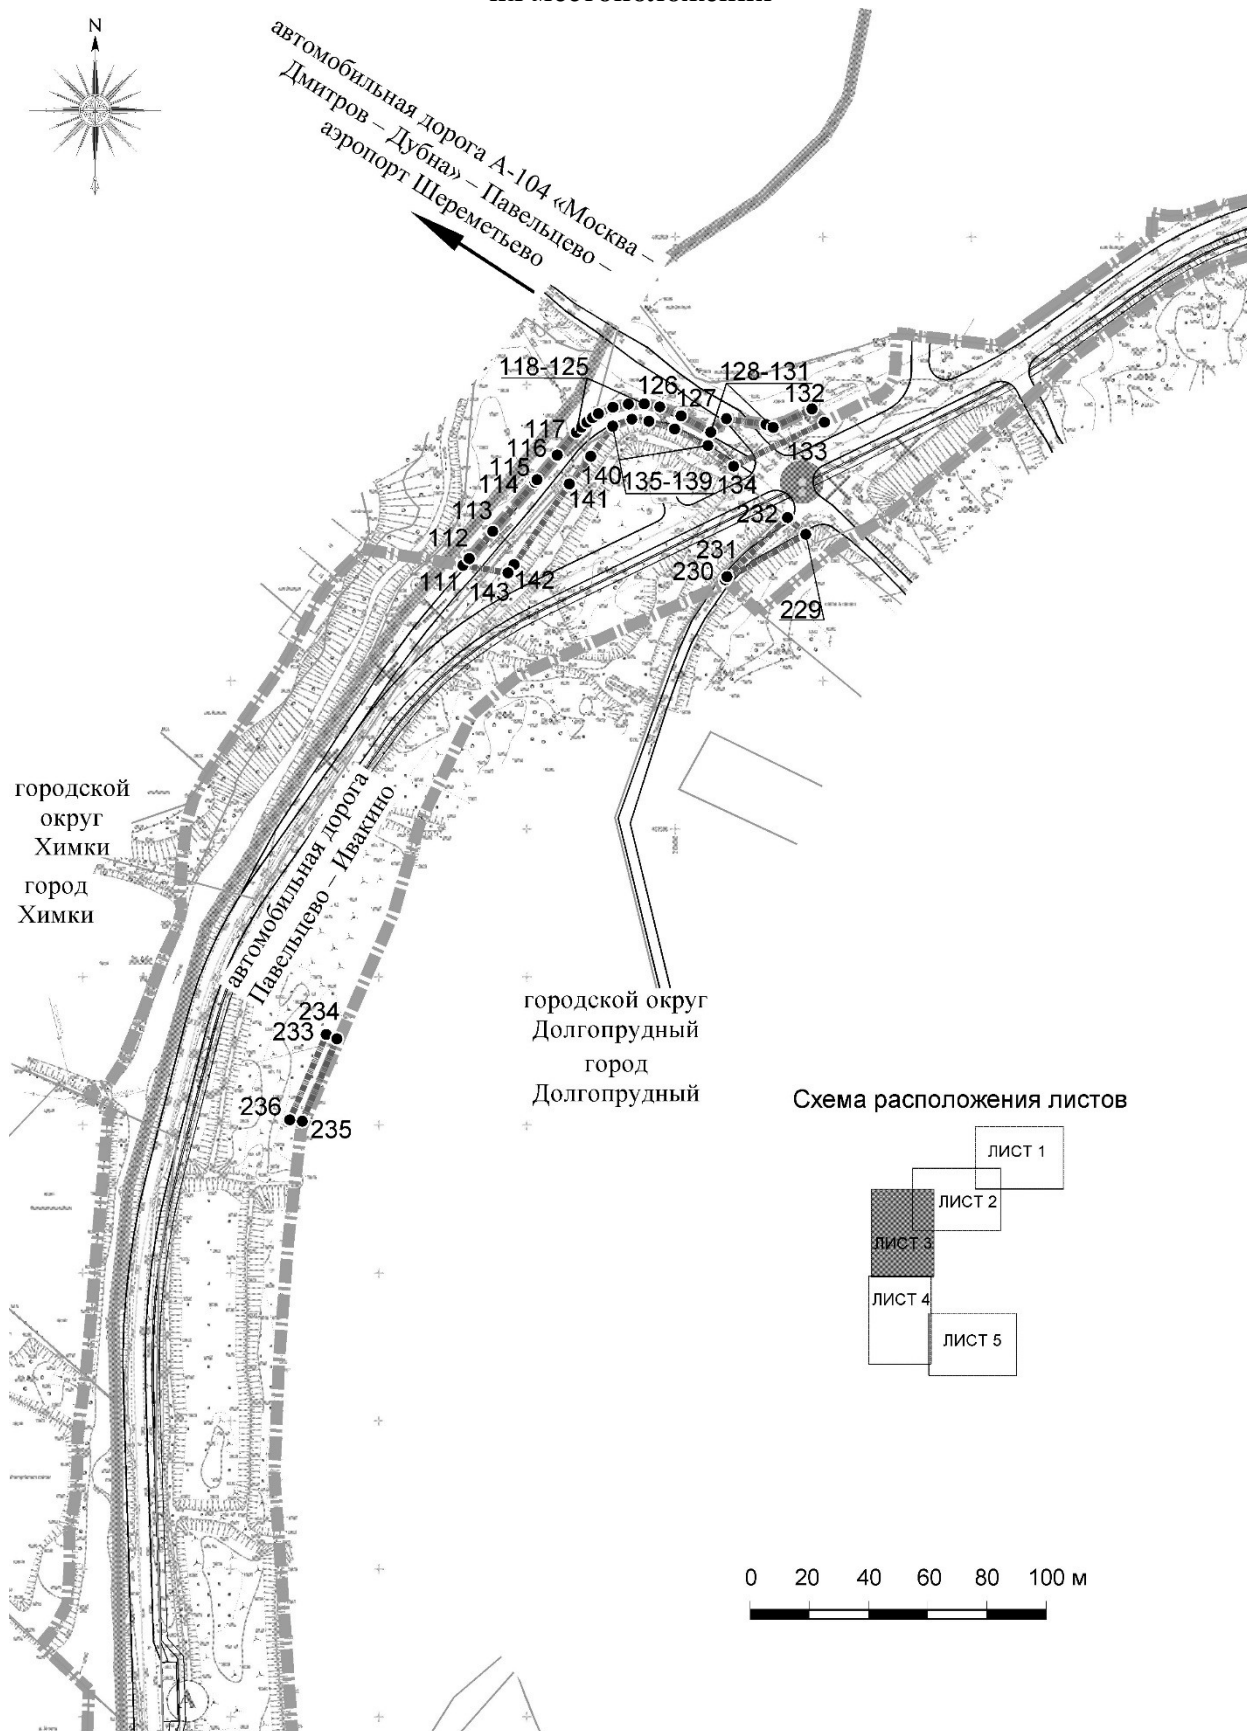 их местоположения
N
автомобильная дорога А-104 «Москва –
Дмитров – Дубна» – Павельцево –
аэропорт Шереметьево
118-125
128-131
126
127
132
117
116
115
114
113
112
111
140
141
135-139
134
133
142
143
232
231
230
229
городской
округ
Химки
город
Химки
автомобильная дорога
Павельцево – Ивакино
234
233
236
235
городской округ
Долгопрудный
город
Долгопрудный
Схема расположения листов
ЛИСТ 1
ЛИСТ 2
ЛИСТ 3
ЛИСТ 4
ЛИСТ 5
0 20 40 60 80 100 м
А